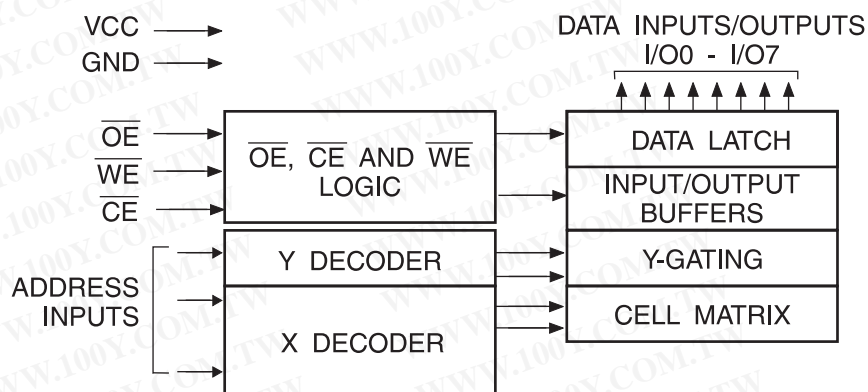 VCC
GND
OE
WE
CE
ADDRESS
INPUTS
OE, CE AND WE
LOGIC
Y DECODER
X DECODER
DATA INPUTS/OUTPUTS
I/O0 - I/O7
DATA LATCH
INPUT/OUTPUT
BUFFERS
Y-GATING
CELL MATRIX
WWW.100Y.COM.TW